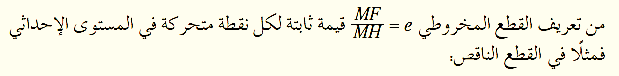 من تعريف القطع المخروطي MF/MH = e قيمة ثابتة لكل نقطة متحركة في المستوى الإحداثي
فمثلًا في القطع الناقص: